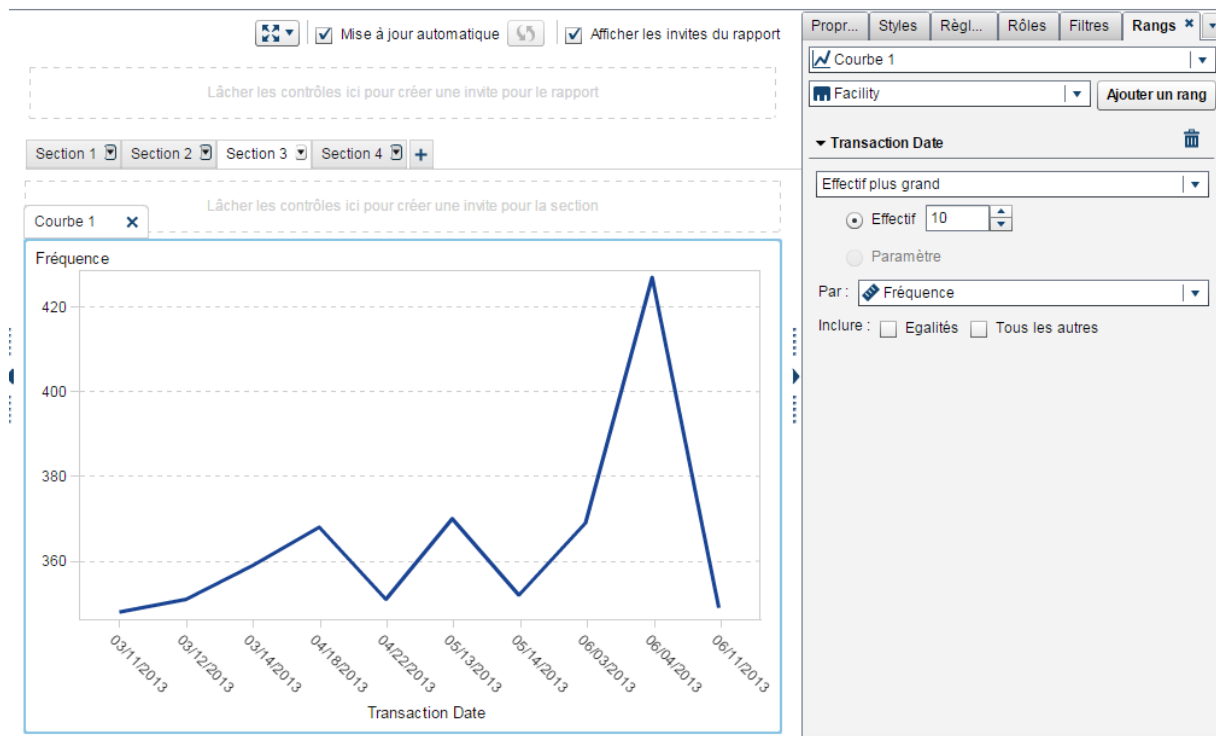 Mise à jour automatique
Afficher les invites du rapport
Lâcher les contrôles ici pour créer une invite pour le rapport
Section 1 Section 2 Section 3 Section 4 +
Lâcher les contrôles ici pour créer une invite pour la section
Courbe 1
Fréquence
420
400
380
360
03/11/2013
03/12/2013
03/14/2013
04/18/2013
04/22/2013
05/13/2013
05/14/2013
06/03/2013
06/04/2013
06/11/2013
Transaction Date
Propr... Styles Règl... Rôles Filtres Rangs
Courbe 1
Facility Ajouter un rang
Transaction Date
Effectif plus grand
Effectif 10
Paramètre
Par : Fréquence
Inclure : Egalités Tous les autres